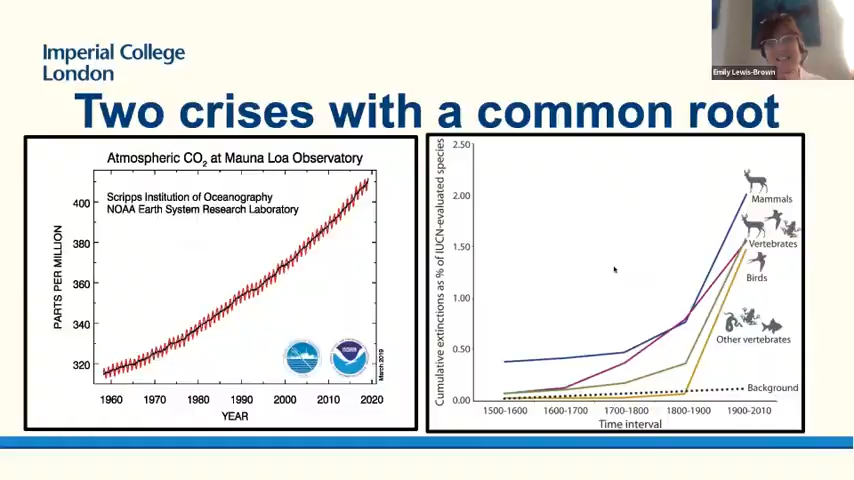 Imperial College
London
Emily Lewis-Brown
Two crises with a common root
Atmospheric CO₂ at Mauna Loa Observatory
Scripps Institution of Oceanography
NOAA Earth System Research Laboratory
PARTS PER MILLION
400
380
360
340
320
1960 1970 1980 1990 2000 2010 2020
YEAR
March 2019
Cumulative extinctions as % of IUCN-evaluated species
2.50
2.00
1.50
1.00
0.50
0.00
Mammals
Vertebrates
Birds
Other vertebrates
Background
1500-1600 1600-1700 1700-1800 1800-1900 1900-2010
Time interval